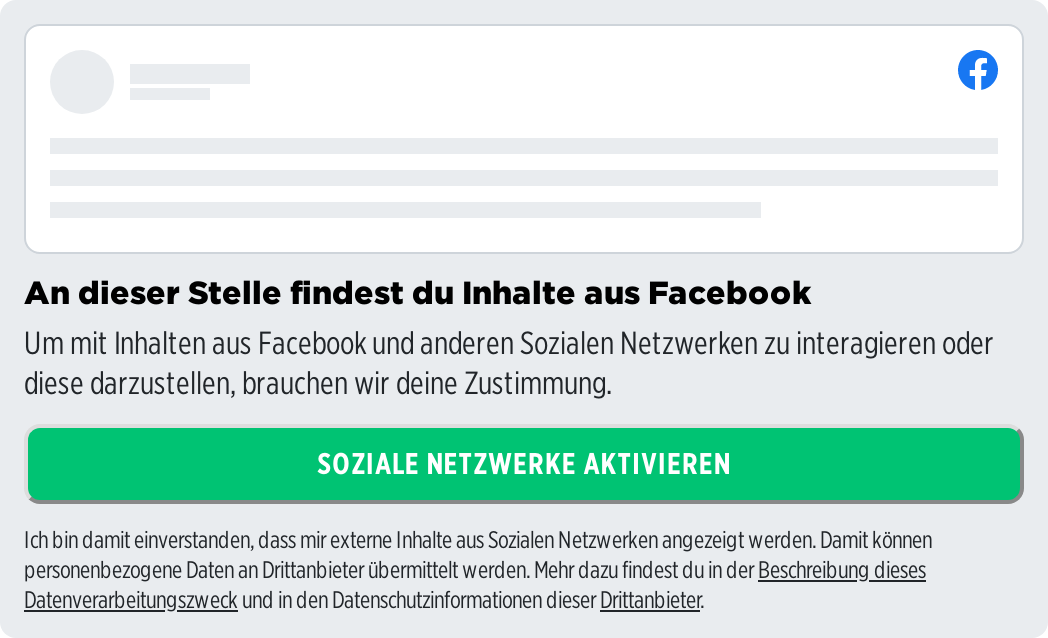 An dieser Stelle findest du Inhalte aus Facebook
Um mit Inhalten aus Facebook und anderen Sozialen Netzwerken zu interagieren oder
diese darzustellen, brauchen wir deine Zustimmung.
SOZIALE NETZWERKE AKTIVIEREN
Ich bin damit einverstanden, dass mir externe Inhalte aus Sozialen Netzwerken angezeigt werden. Damit können
personenbezogene Daten an Drittanbieter übermittelt werden. Mehr dazu findest du in der Beschreibung dieses
Datenverarbeitungszweck und in den Datenschutzinformationen dieser Drittanbieter.